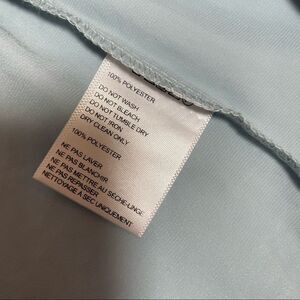 100% POLYESTER
DO NOT WASH
DO NOT BLEACH
DO NOT TUMBLE DRY
DO NOT IRON
DRY CLEAN ONLY
100% POLYESTER
NE PAS LAVER
NE PAS BLANCHIR
NE PAS METTRE AU SÉCHE-LINGE
NE PAS REPASSER
NETTOYAGE A SEC UNIQUEMENT